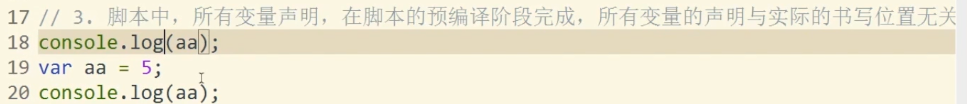 17 // 3. 脚本中，所有变量声明，在脚本的预编译阶段完成，所有变量的声明与实际的书写位置无关
18 console.log(aa);
19 var aa = 5;
20 console.log(aa);